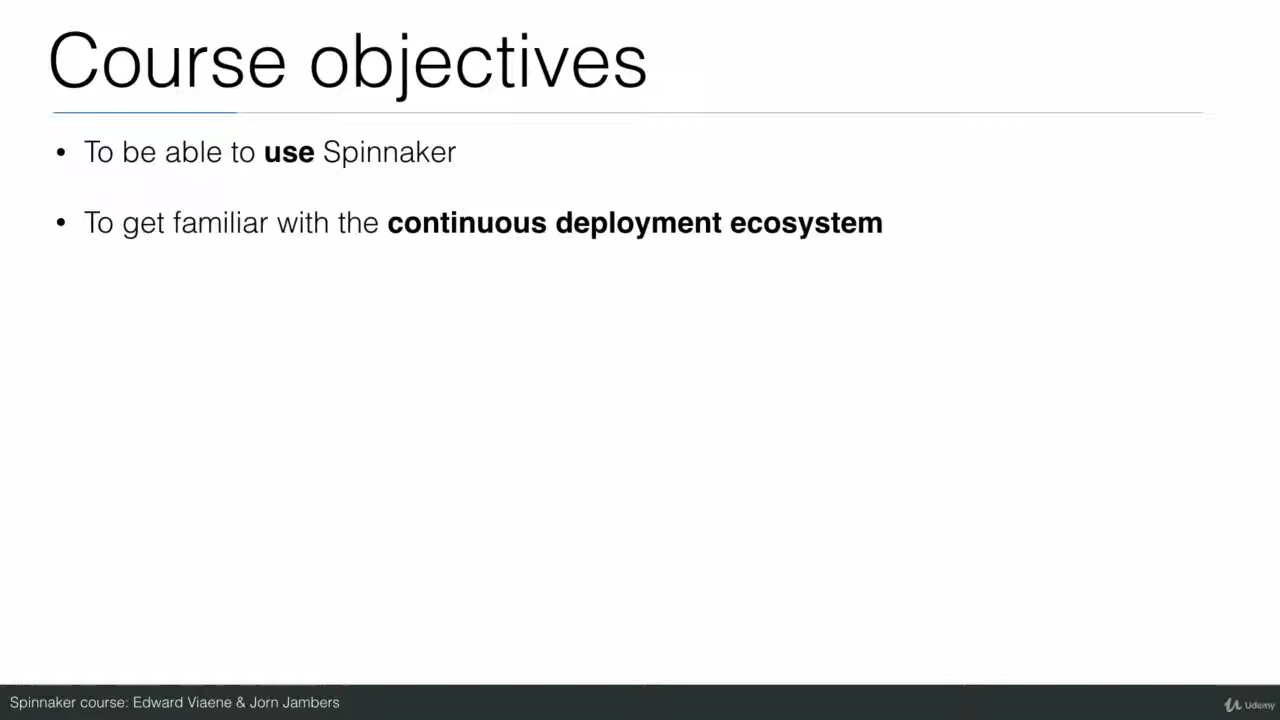 Course objectives
• To be able to use Spinnaker
• To get familiar with the continuous deployment ecosystem
Spinnaker course: Edward Viaene & Jorn Jambers
Udemy